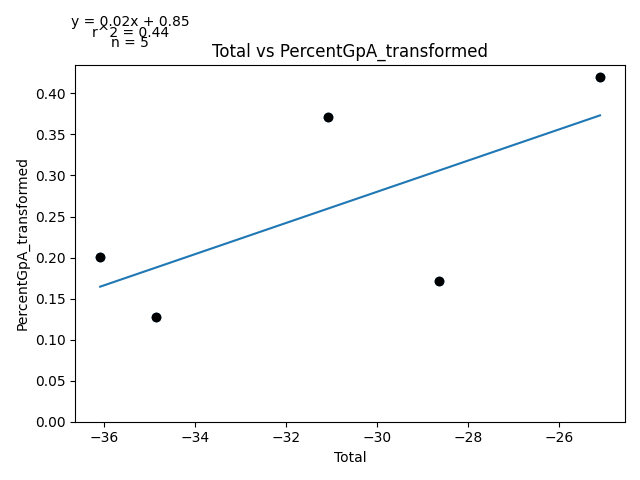 y = 0.02x + 0.85
r^2 = 0.44
n = 5
Total vs PercentGpA_transformed
PercentGpA_transformed
0.40
0.35
0.30
0.25
0.20
0.15
0.10
0.05
0.00
−36 −34 −32 −30 −28 −26
Total